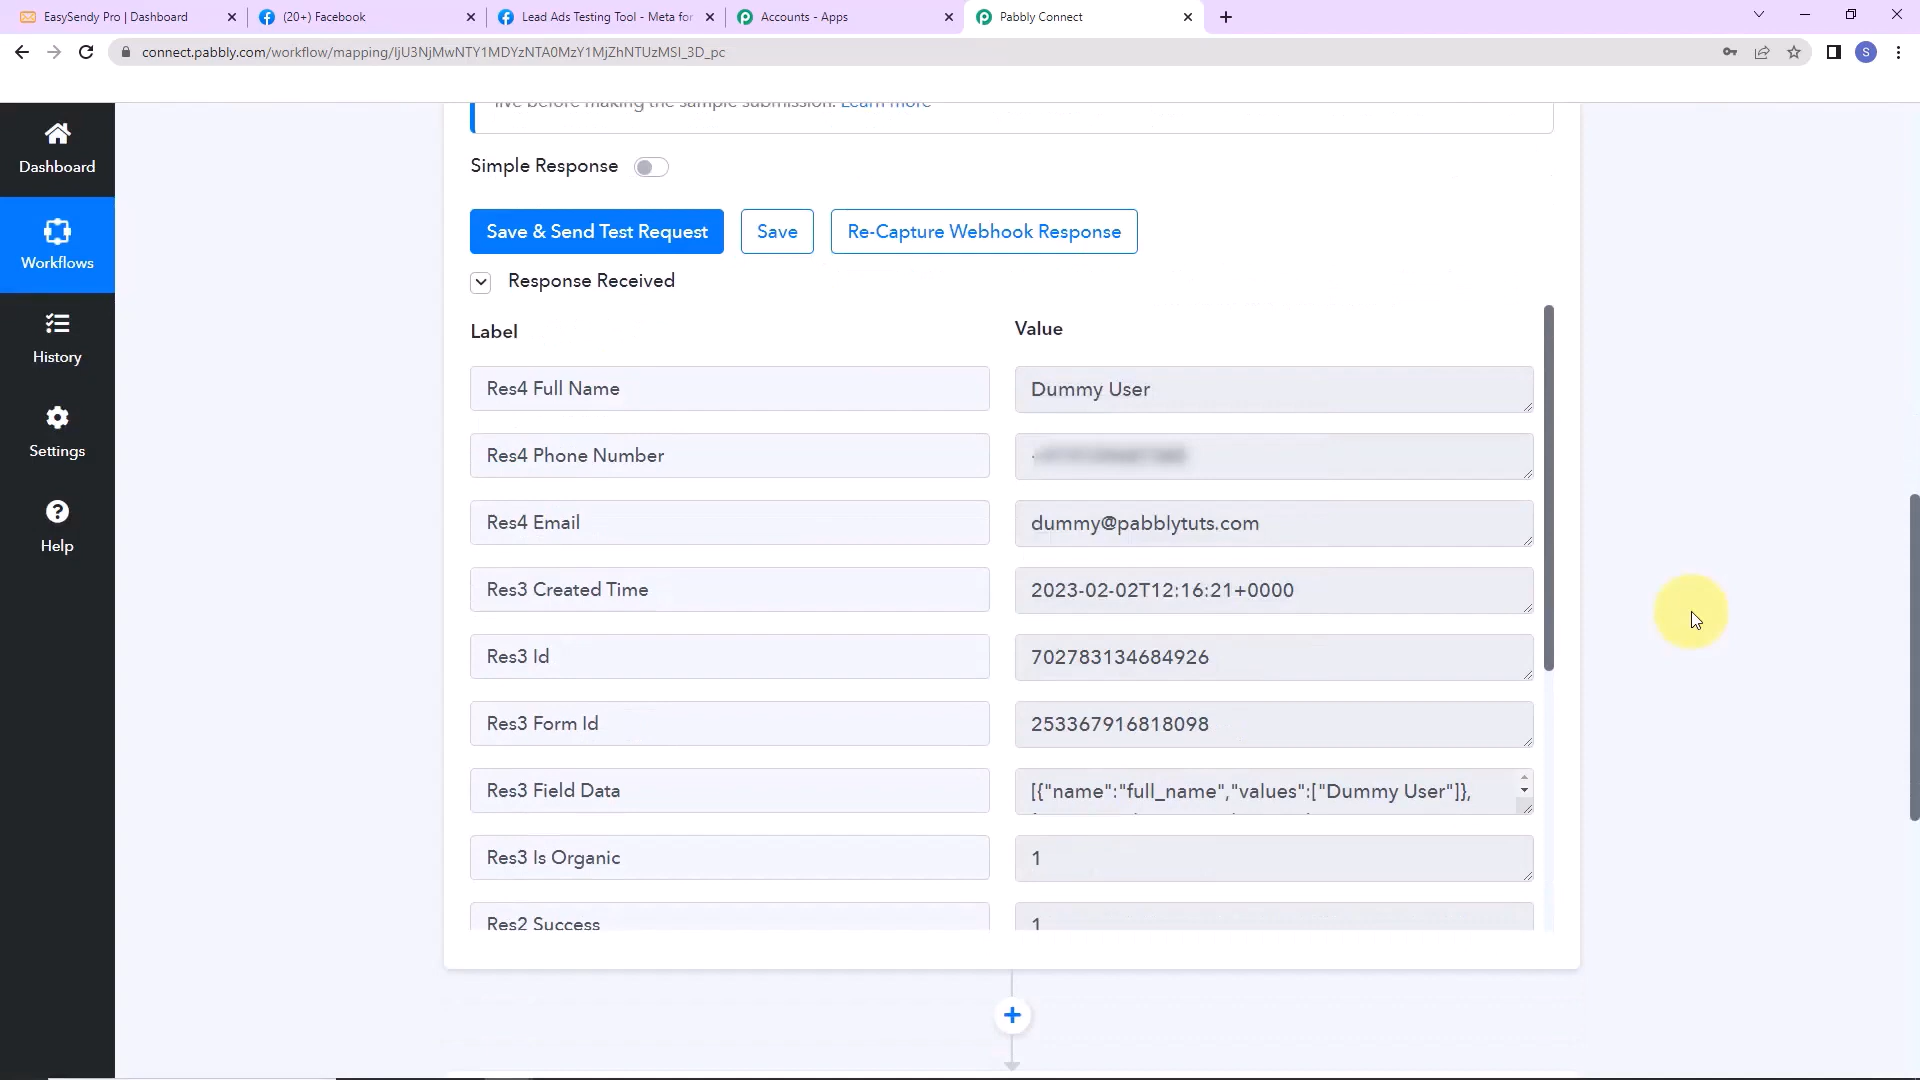 EasySendy Pro | Dashboard
(20+) Facebook
Lead Ads Testing Tool - Meta for
Accounts - Apps
Pabbly Connect
connect.pabbly.com/workflow/mapping/IjU3NjMwNTY1MDYzNTA0MzY1MjZhNTUzMSI_3D_pc
S
live before making the sample submission. Learn more
Dashboard
Simple Response
Save & Send Test Request
Save
Re-Capture Webhook Response
Workflows
Response Received
Label
Value
History
Res4 Full Name
Dummy User
Settings
Res4 Phone Number
Res4 Email
dummy@pabblytuts.com
Help
Res3 Created Time
2023-02-02T12:16:21+0000
Res3 Id
702783134684926
Res3 Form Id
253367916818098
Res3 Field Data
[{"name":"full_name","values":["Dummy User"]},
Res3 Is Organic
1
Res2 Success
1